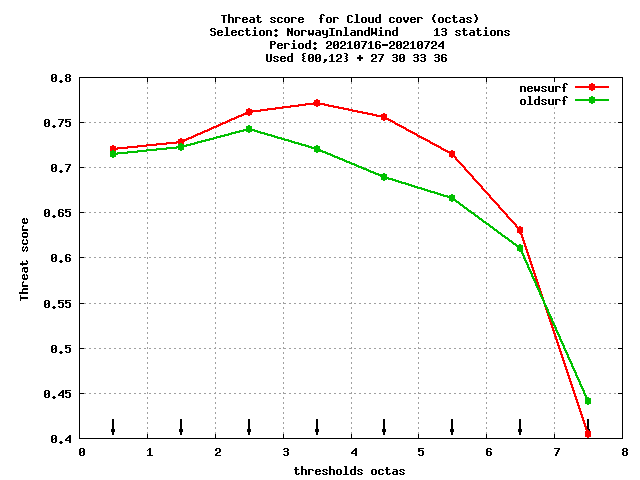 Threat score  for Cloud cover (octas)
Selection: NorwayInlandWind     13 stations
Period: 20210716-20210724
Used {00,12} + 27 30 33 36
newsurf
oldsurf
0.8
0.75
0.7
0.65
0.6
0.55
0.5
0.45
0.4
Threat score
0 1 2 3 4 5 6 7 8
thresholds octas